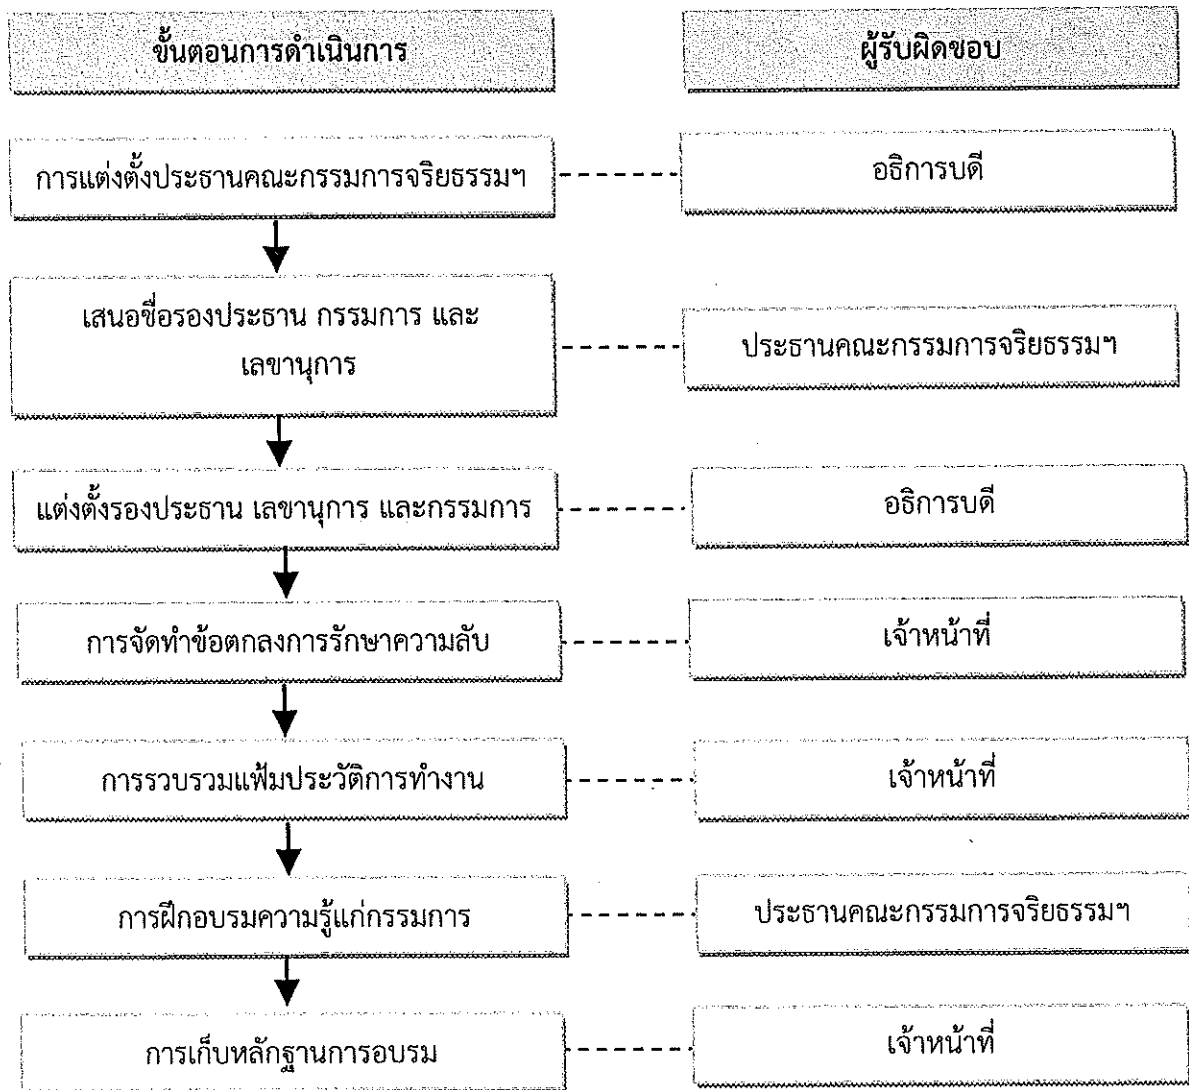 ขั้นตอนการดำเนินการ
ผู้รับผิดชอบ
การแต่งตั้งประธานคณะกรรมการจริยธรรมฯ
อธิการบดี
เสนอชื่อรองประธาน กรรมการ และ
เลขานุการ
ประธานคณะกรรมการจริยธรรมฯ
แต่งตั้งรองประธาน เลขานุการ และกรรมการ
อธิการบดี
การจัดทำข้อตกลงการรักษาความลับ
เจ้าหน้าที่
การรวบรวมแฟ้มประวัติการทำงาน
เจ้าหน้าที่
การฝึกอบรมความรู้แก่กรรมการ
ประธานคณะกรรมการจริยธรรมฯ
การเก็บหลักฐานการอบรม
เจ้าหน้าที่